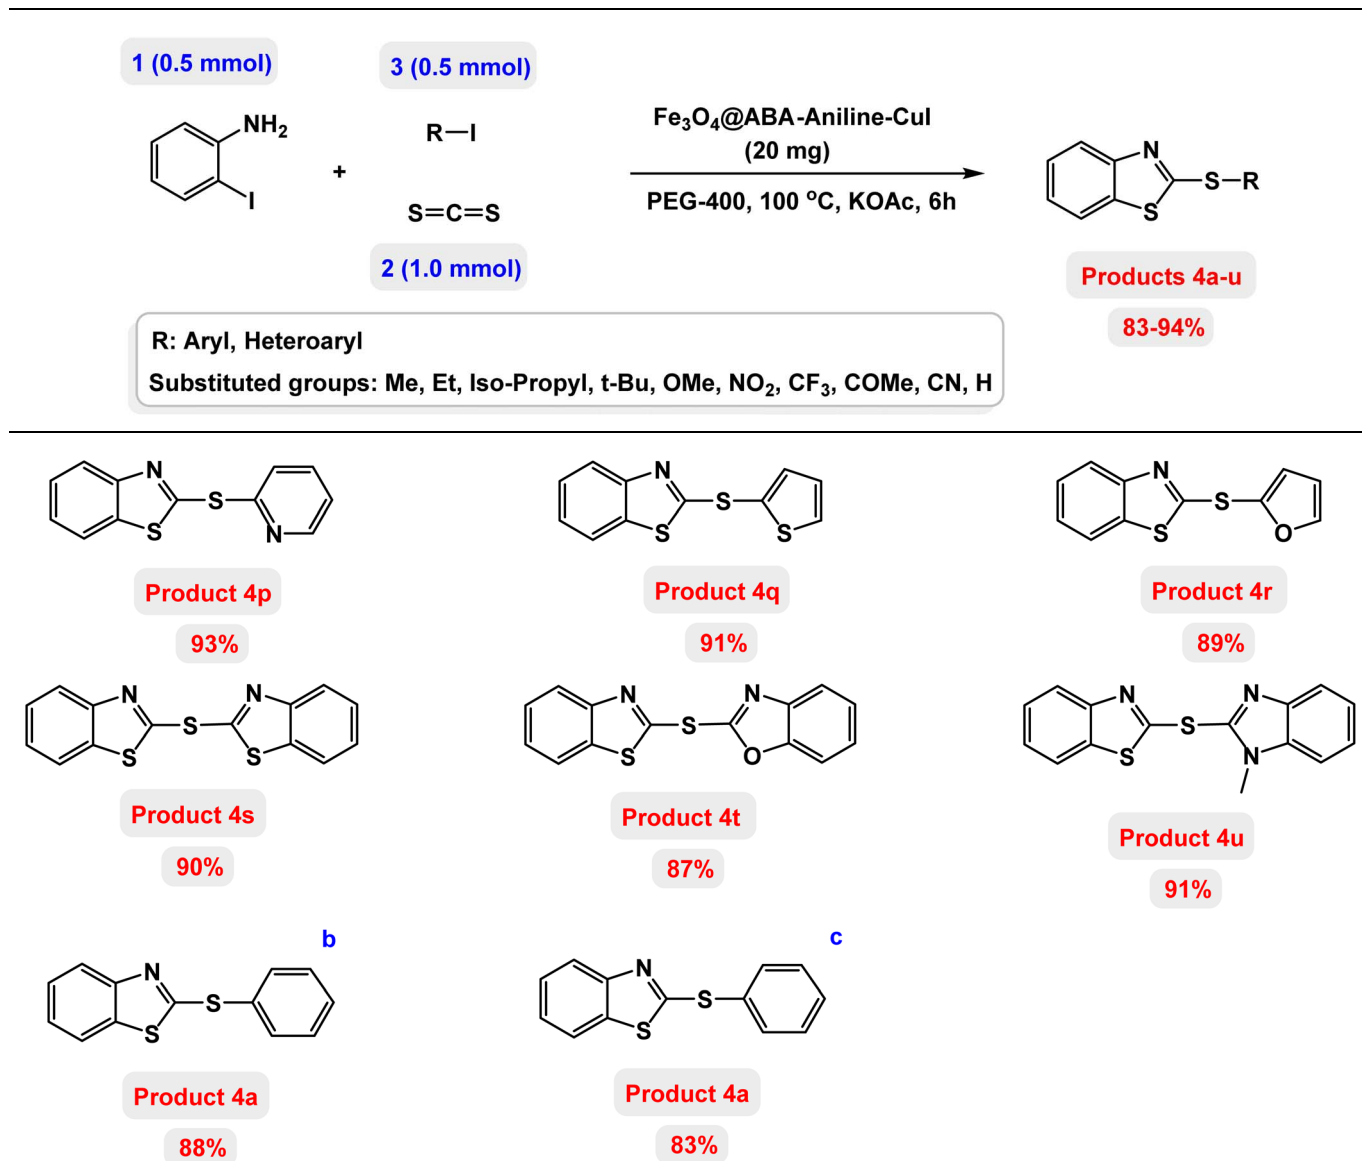 1 (0.5 mmol)
3 (0.5 mmol)
NH₂
I
+
R—I
S=C=S
2 (1.0 mmol)
Fe₃O₄@ABA-Aniline-CuI
(20 mg)
PEG-400, 100 ºC, KOAc, 6h
N
S
S—R
Products 4a-u
83-94%
R: Aryl, Heteroaryl
Substituted groups: Me, Et, Iso-Propyl, t-Bu, OMe, NO₂, CF₃, COMe, CN, H
N
S
S
N
Product 4p
93%
N
S
S
S
Product 4q
91%
N
S
S
O
Product 4r
89%
N
S
S
N
S
Product 4s
90%
N
S
S
N
O
Product 4t
87%
N
S
S
N
N
Product 4u
91%
b
N
S
S
Product 4a
88%
c
N
S
S
Product 4a
83%